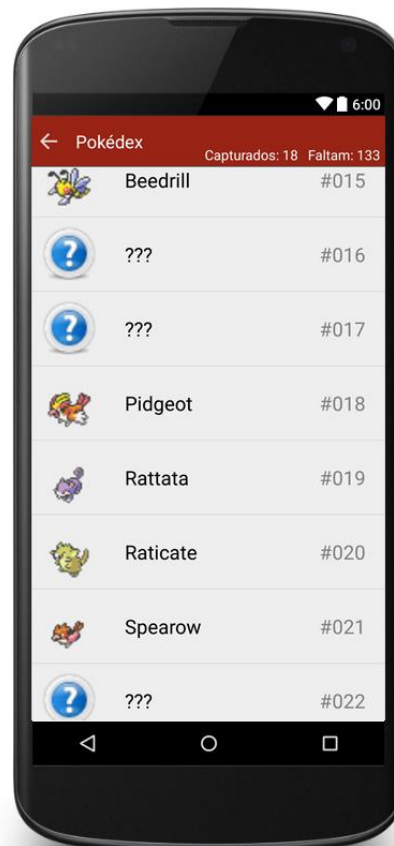 6:00
Pokédex
Capturados: 18 Faltam: 133
Beedrill #015
??? #016
??? #017
Pidgeot #018
Rattata #019
Raticate #020
Spearow #021
??? #022